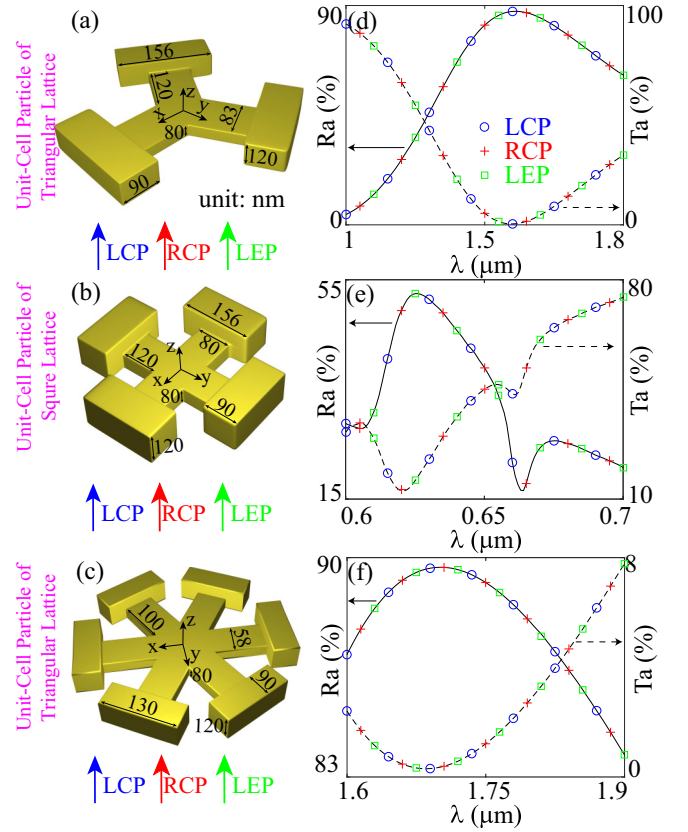 (a)
Unit-Cell Particle of
Triangular Lattice
156
120
z
x
y
83
80
120
90
unit: nm
LCP
RCP
LEP
(b)
Unit-Cell Particle of
Squre Lattice
156
80
120
z
x
y
80
90
120
LCP
RCP
LEP
(c)
Unit-Cell Particle of
Triangular Lattice
100
z
x
y
58
80
90
130
120
LCP
RCP
LEP
(d)
90
Ra (%)
0
100
Ta (%)
0
LCP
RCP
LEP
1
1.5
1.8
λ (μm)
(e)
55
Ra (%)
15
80
Ta (%)
10
0.6
0.65
0.7
λ (μm)
(f)
90
Ra (%)
83
8
Ta (%)
0
1.6
1.75
1.9
λ (μm)